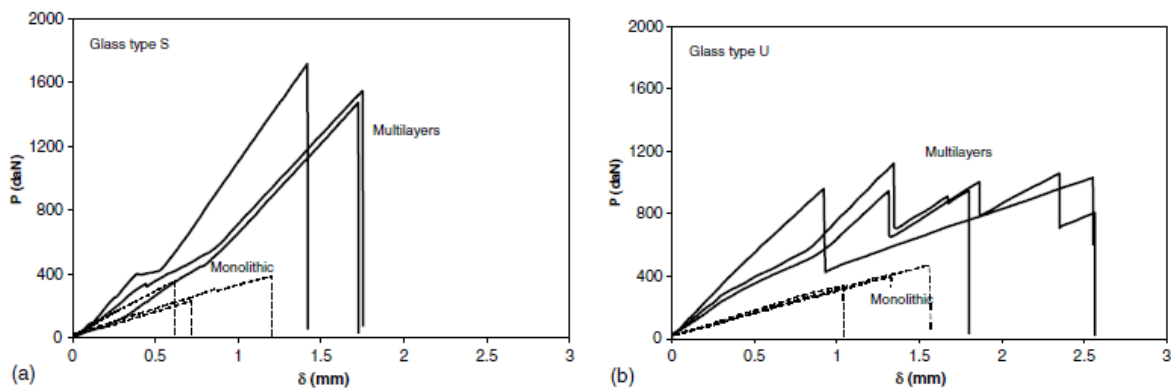 2000
Glass type S
1600
1200
Multilayers
P (daN)
800
Monolithic
400
0
0
0.5
1
1.5
2
2.5
3
(a)
δ (mm)
2000
Glass type U
1600
1200
Multilayers
P (daN)
800
400
Monolithic
0
0
0.5
1
1.5
2
2.5
3
(b)
δ (mm)